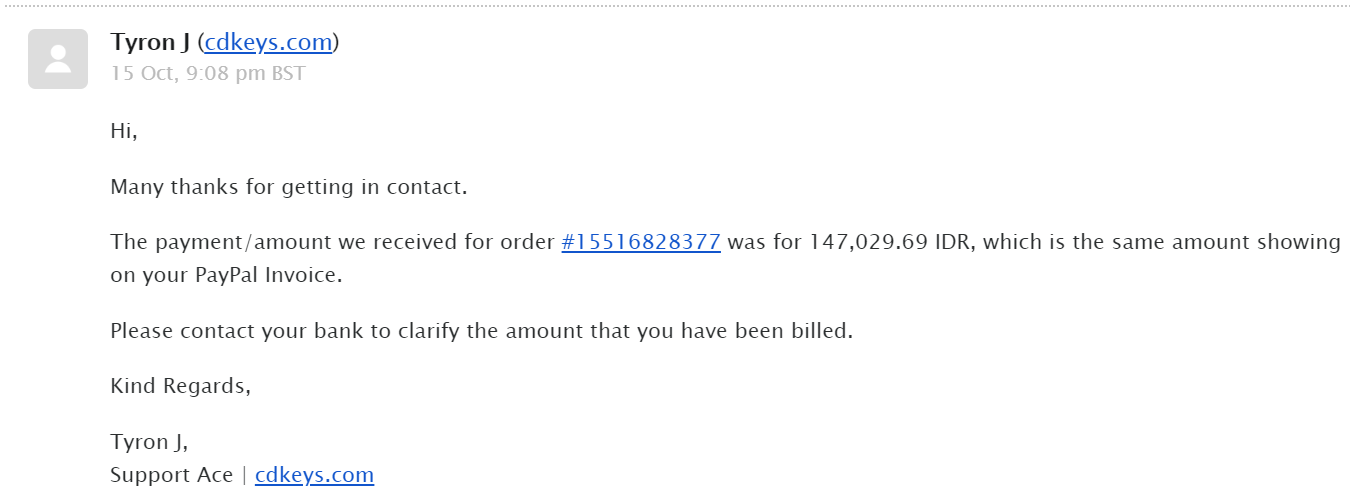 Tyron J (cdkeys.com)
15 Oct, 9:08 pm BST
Hi,
Many thanks for getting in contact.
The payment/amount we received for order #15516828377 was for 147,029.69 IDR, which is the same amount showing
on your PayPal Invoice.
Please contact your bank to clarify the amount that you have been billed.
Kind Regards,
Tyron J,
Support Ace | cdkeys.com